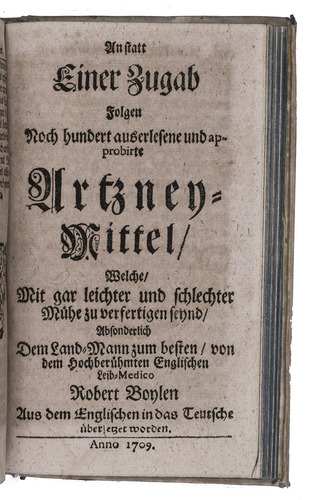 An statt
Einer Zugab
Folgen
Noch hundert auserlesene und ap-
probirte
Artzney-
Mittel/
Welche/
Mit gar leichter und schlechter
Mühe zu verfertigen seynd/
Absonderlich
Dem Land-Mann zum besten/ von
dem Hochberühmten Englischen
Leib-Medico
Robert Boylen
Aus dem Englischen in das Teutsche
übersetzet worden.
Anno 1709.